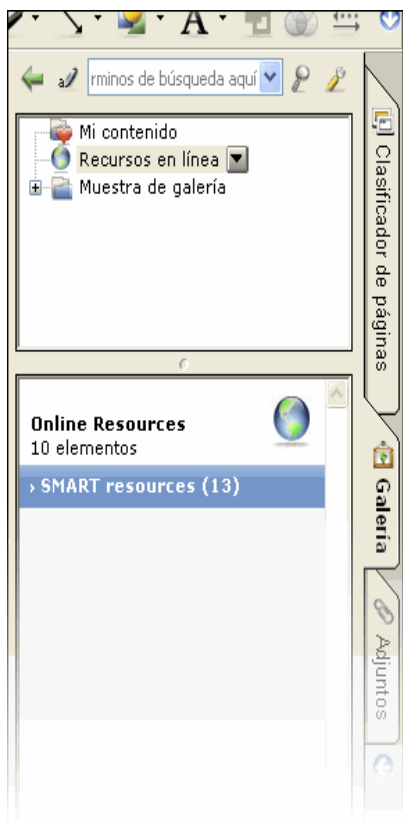 A
rminos de búsqueda aquí
Mi contenido
Recursos en línea
Muestra de galería
Clasificador de páginas
Online Resources
10 elementos
› SMART resources (13)
Galería
Adjuntos